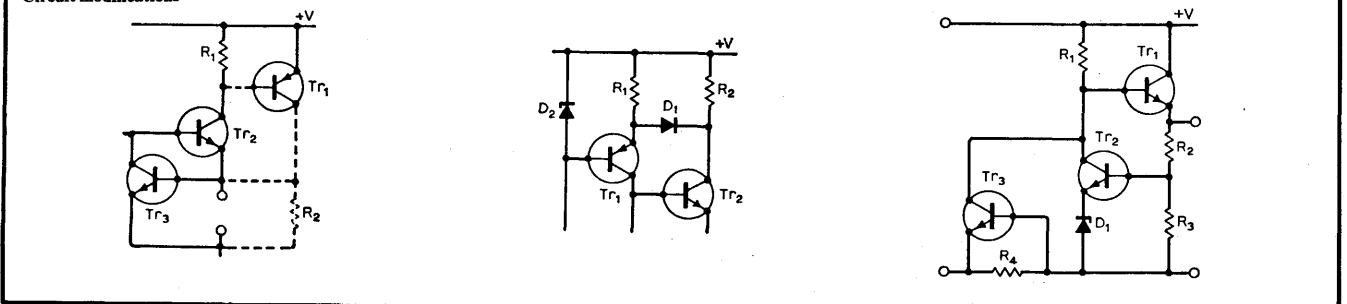 Circuit modifications
+V
R1
Tr1
Tr2
Tr3
R2
+V
D2
R1
D1
R2
Tr1
Tr2
+V
R1
Tr1
Tr2
R2
Tr3
D1
R3
R4